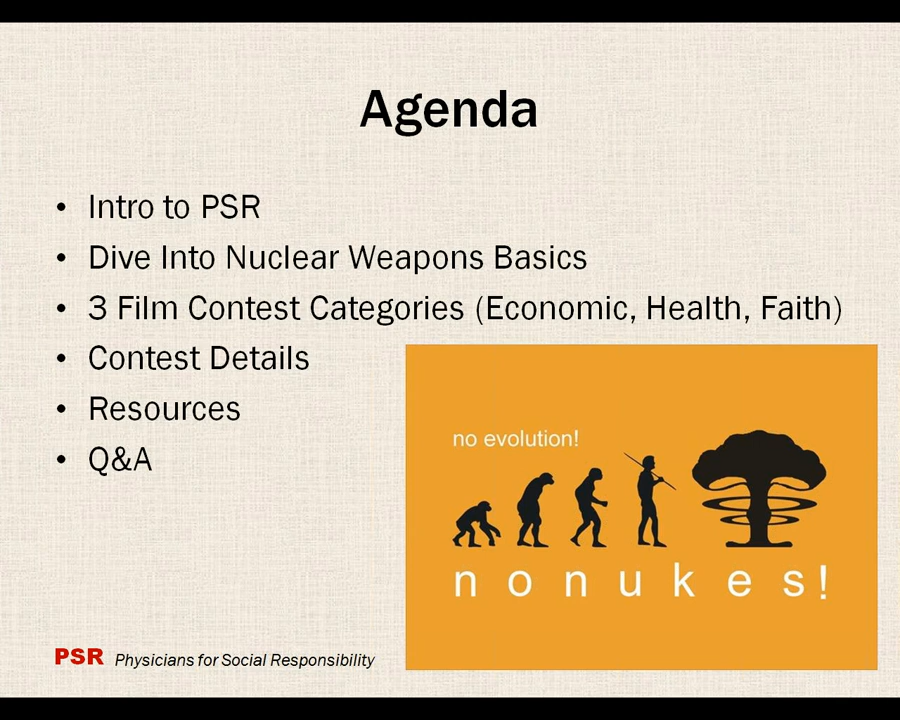 Agenda
• Intro to PSR
• Dive Into Nuclear Weapons Basics
• 3 Film Contest Categories (Economic, Health, Faith)
• Contest Details
• Resources
• Q&A
no evolution!
nonukes!
PSR Physicians for Social Responsibility